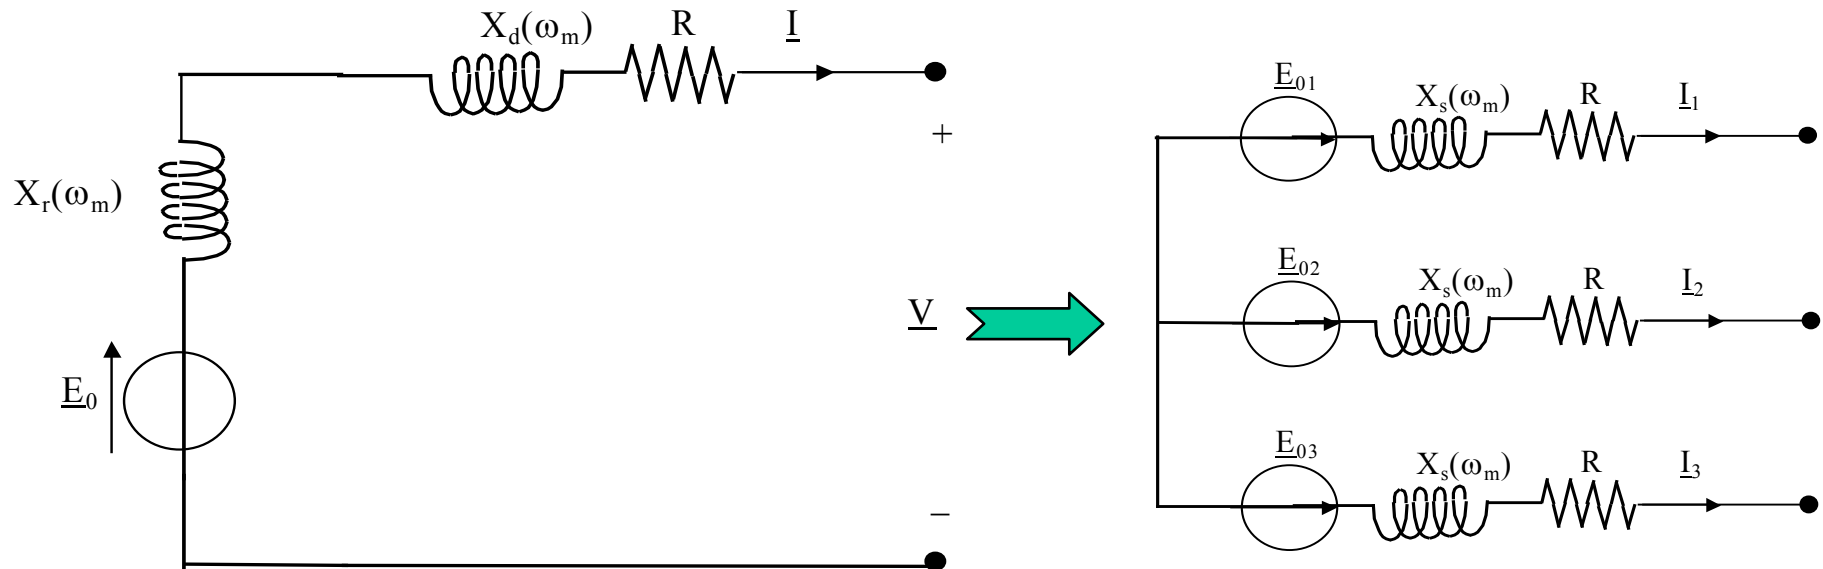 X_d(ω_m)
R
I
+
X_r(ω_m)
E_0
V
−
E_01
X_s(ω_m)
R
I_1
E_02
X_s(ω_m)
R
I_2
E_03
X_s(ω_m)
R
I_3